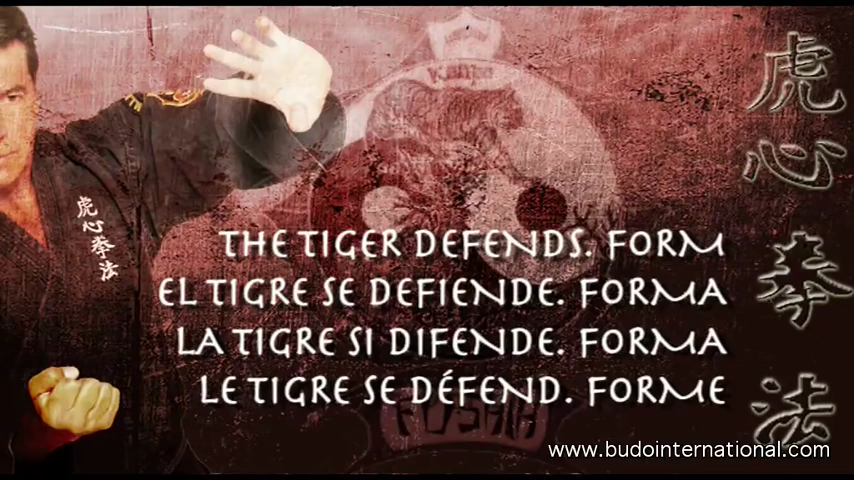 THE TIGER DEFENDS. FORM
EL TIGRE SE DEFIENDE. FORMA
LA TIGRE SI DIFENDE. FORMA
LE TIGRE SE DÉFEND. FORME
www.budointernational.com
虎心拳法
虎心拳法